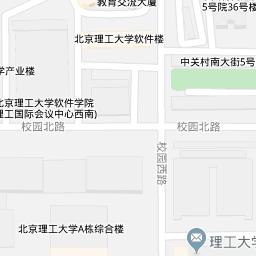 教育交流大厦
5号院36号楼
北京理工大学软件楼
中关村南大街5号
学产业楼
北京理工大学软件学院
理工国际会议中心西南)
校园北路
校园北路
校园西路
北京理工大学A栋综合楼
理工大学